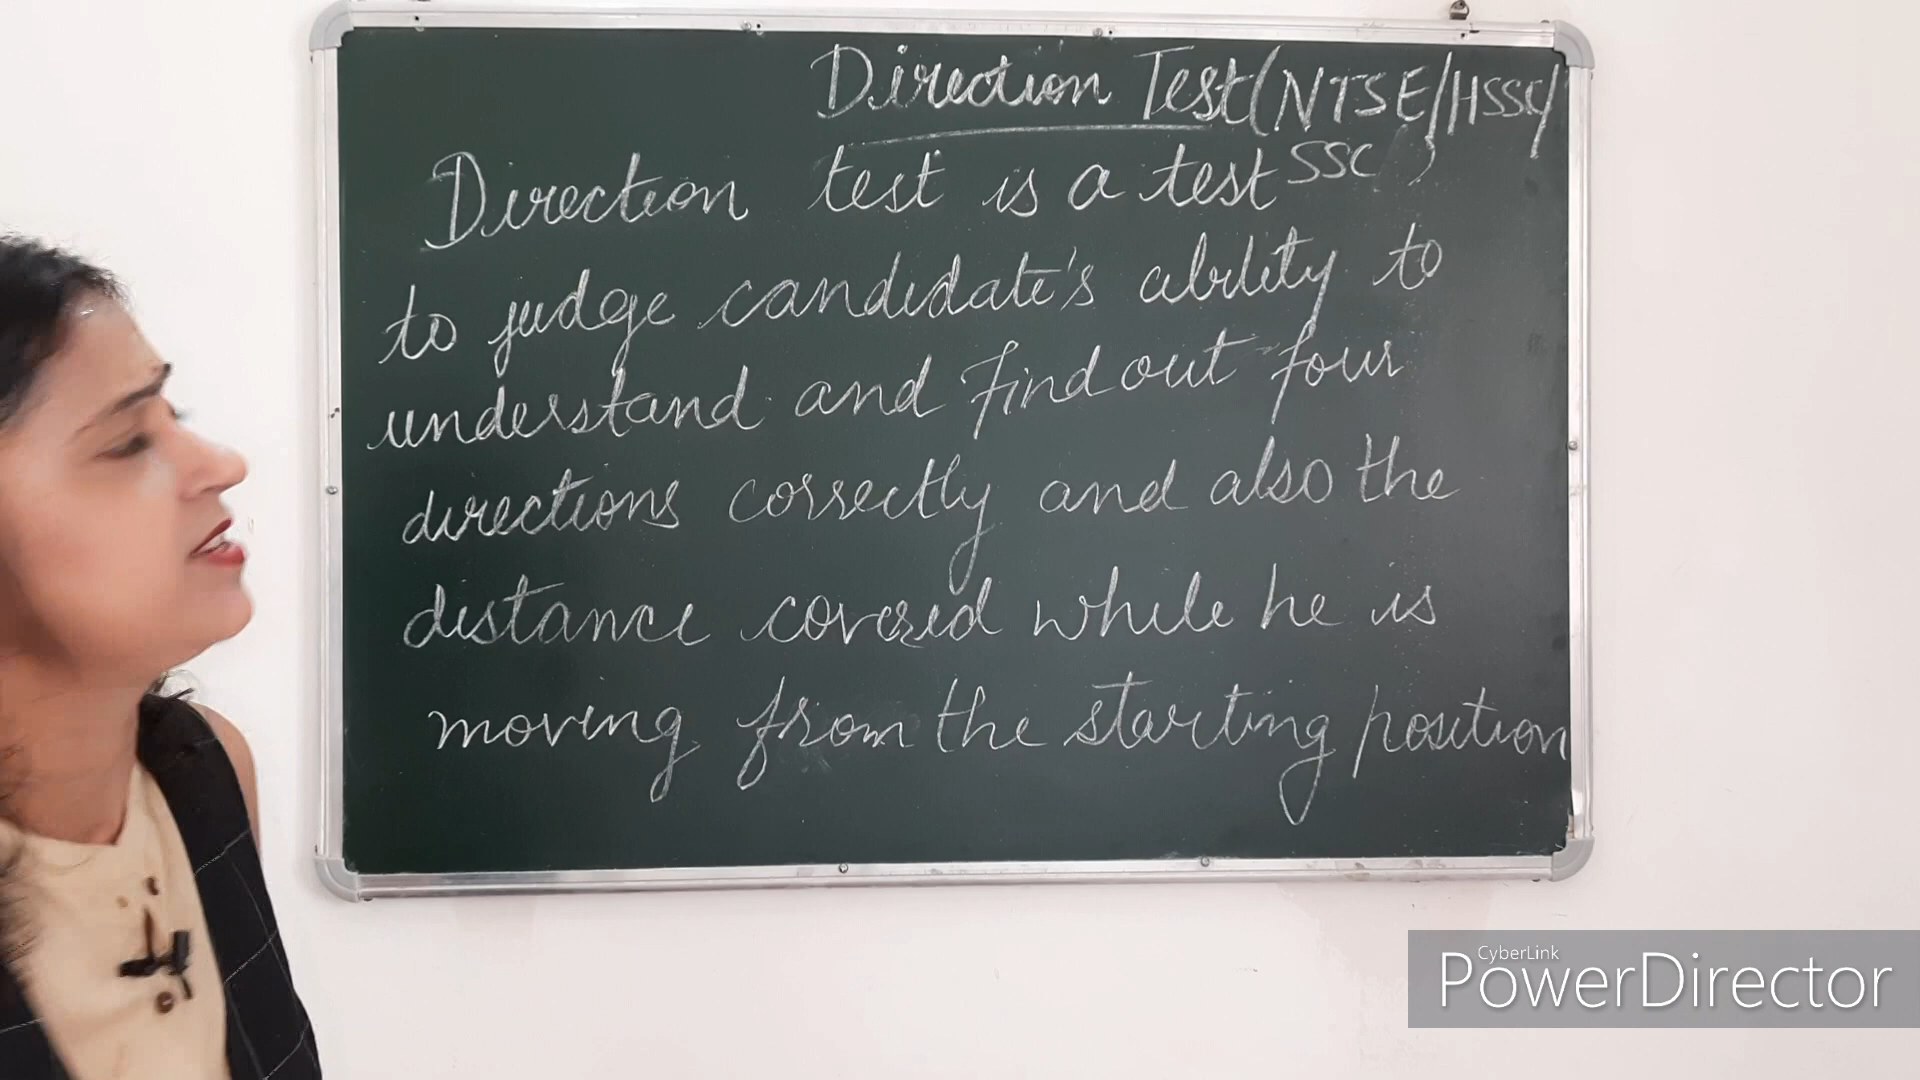 Direction Test (NTSE/HSSC/
SSC)
Direction test is a test
to judge candidate's ability to
understand and find out four
directions correctly and also the
distance covered while he is
moving from the starting position
CyberLink
PowerDirector